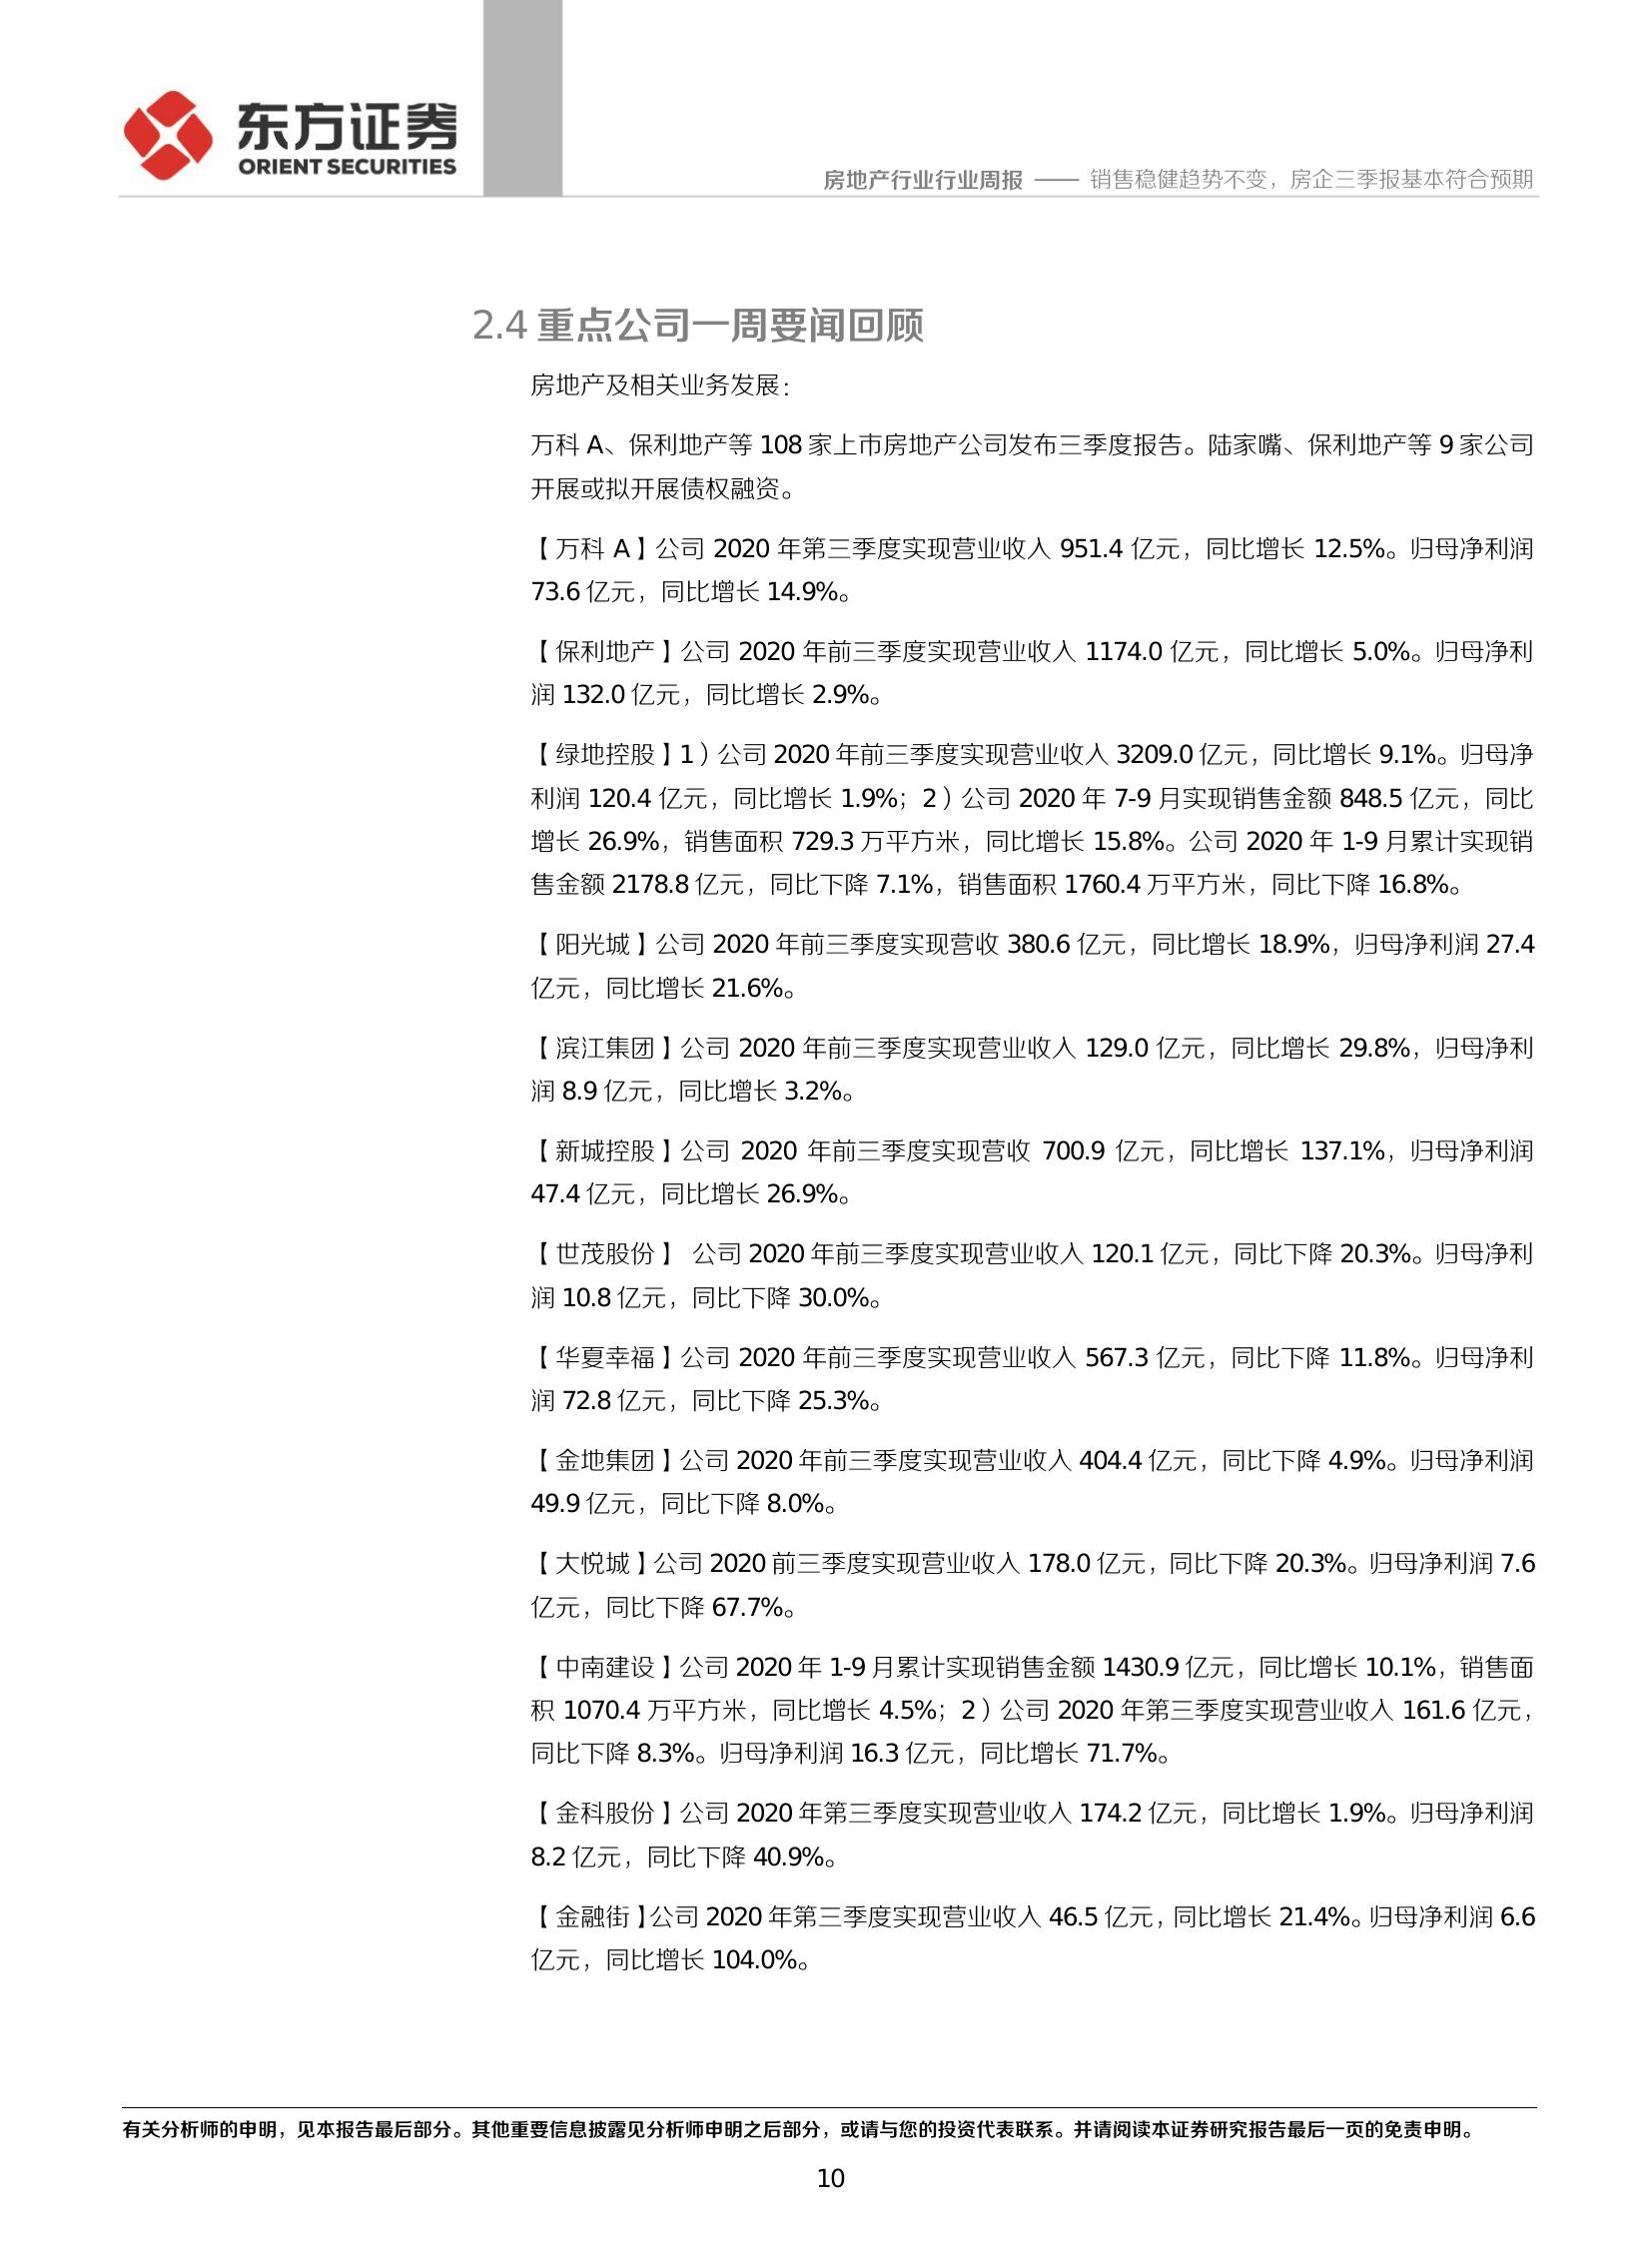 东方证券
ORIENT SECURITIES
房地产行业行业周报 —— 销售稳健趋势不变，房企三季报基本符合预期
2.4 重点公司一周要闻回顾
房地产及相关业务发展：
万科 A、保利地产等 108 家上市房地产公司发布三季度报告。陆家嘴、保利地产等 9 家公司
开展或拟开展债权融资。
【万科 A】公司 2020 年第三季度实现营业收入 951.4 亿元，同比增长 12.5%。归母净利润
73.6 亿元，同比增长 14.9%。
【保利地产】公司 2020 年前三季度实现营业收入 1174.0 亿元，同比增长 5.0%。归母净利
润 132.0 亿元，同比增长 2.9%。
【绿地控股】1）公司 2020 年前三季度实现营业收入 3209.0 亿元，同比增长 9.1%。归母净
利润 120.4 亿元，同比增长 1.9%；2）公司 2020 年 7-9 月实现销售金额 848.5 亿元，同比
增长 26.9%，销售面积 729.3 万平方米，同比增长 15.8%。公司 2020 年 1-9 月累计实现销
售金额 2178.8 亿元，同比下降 7.1%，销售面积 1760.4 万平方米，同比下降 16.8%。
【阳光城】公司 2020 年前三季度实现营收 380.6 亿元，同比增长 18.9%，归母净利润 27.4
亿元，同比增长 21.6%。
【滨江集团】公司 2020 年前三季度实现营业收入 129.0 亿元，同比增长 29.8%，归母净利
润 8.9 亿元，同比增长 3.2%。
【新城控股】公司 2020 年前三季度实现营收 700.9 亿元，同比增长 137.1%，归母净利润
47.4 亿元，同比增长 26.9%。
【世茂股份】 公司 2020 年前三季度实现营业收入 120.1 亿元，同比下降 20.3%。归母净利
润 10.8 亿元，同比下降 30.0%。
【华夏幸福】公司 2020 年前三季度实现营业收入 567.3 亿元，同比下降 11.8%。归母净利
润 72.8 亿元，同比下降 25.3%。
【金地集团】公司 2020 年前三季度实现营业收入 404.4 亿元，同比下降 4.9%。归母净利润
49.9 亿元，同比下降 8.0%。
【大悦城】公司 2020 前三季度实现营业收入 178.0 亿元，同比下降 20.3%。归母净利润 7.6
亿元，同比下降 67.7%。
【中南建设】公司 2020 年 1-9 月累计实现销售金额 1430.9 亿元，同比增长 10.1%，销售面
积 1070.4 万平方米，同比增长 4.5%；2）公司 2020 年第三季度实现营业收入 161.6 亿元，
同比下降 8.3%。归母净利润 16.3 亿元，同比增长 71.7%。
【金科股份】公司 2020 年第三季度实现营业收入 174.2 亿元，同比增长 1.9%。归母净利润
8.2 亿元，同比下降 40.9%。
【金融街】公司 2020 年第三季度实现营业收入 46.5 亿元，同比增长 21.4%。归母净利润 6.6
亿元，同比增长 104.0%。
有关分析师的申明，见本报告最后部分。其他重要信息披露见分析师申明之后部分，或请与您的投资代表联系。并请阅读本证券研究报告最后一页的免责申明。
10